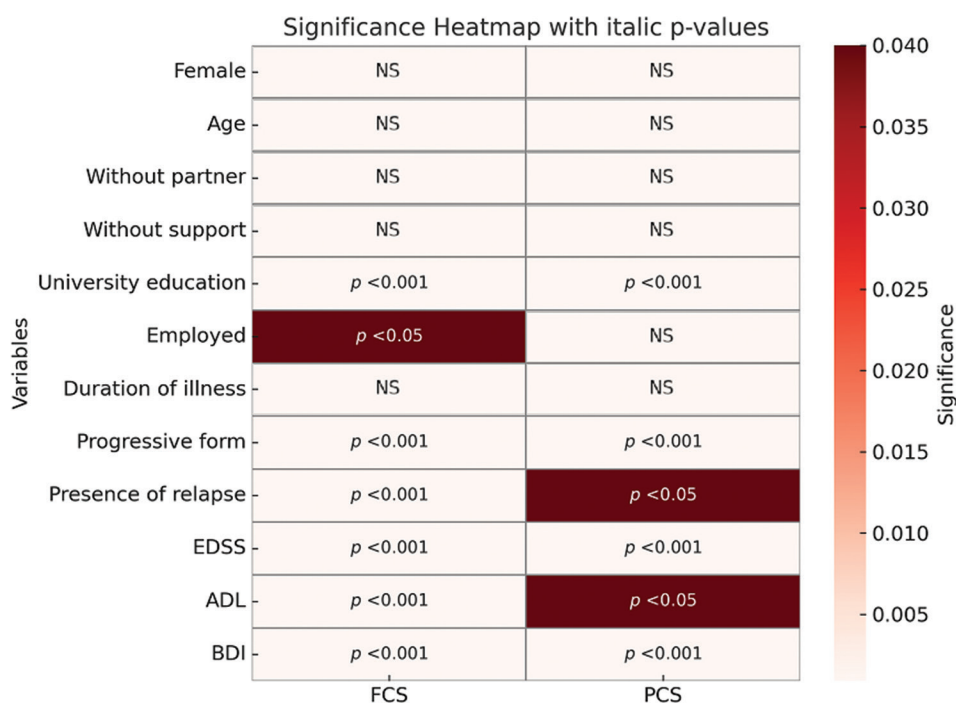 Significance Heatmap with italic p-values
Variables
Female NS NS
Age NS NS
Without partner NS NS
Without support NS NS
University education p <0.001 p <0.001
Employed p <0.05 NS
Duration of illness NS NS
Progressive form p <0.001 p <0.001
Presence of relapse p <0.001 p <0.05
EDSS p <0.001 p <0.001
ADL p <0.001 p <0.05
BDI p <0.001 p <0.001
FCS PCS
0.040
0.035
0.030
0.025
0.020
0.015
0.010
0.005
Significance